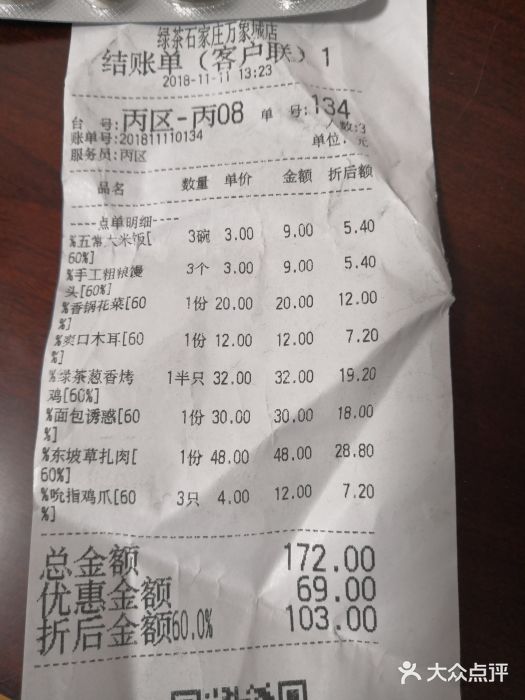 绿茶石家庄万象城店
结账单（客户联）1
2018-11-11 13:23
台 号:丙区-丙08 单 号:134
账单号:201811110134 人数:3
服务员:丙区 单位: 元
品名 数量 单价 金额 折后额
----点单明细----
%五常大米饭[ 3碗 3.00 9.00 5.40
60%]
%手工粗粮馒 3个 3.00 9.00 5.40
头[60%]
%香锅花菜[60 1份 20.00 20.00 12.00
%]
%爽口木耳[60 1份 12.00 12.00 7.20
%]
%绿茶葱香烤 1半只 32.00 32.00 19.20
鸡[60%]
%面包诱惑[60 1份 30.00 30.00 18.00
%]
%东坡草扎肉[ 1份 48.00 48.00 28.80
60%]
%吮指鸡爪[60 3只 4.00 12.00 7.20
%]
总金额 172.00
优惠金额 69.00
折后金额60.0% 103.00
大众点评